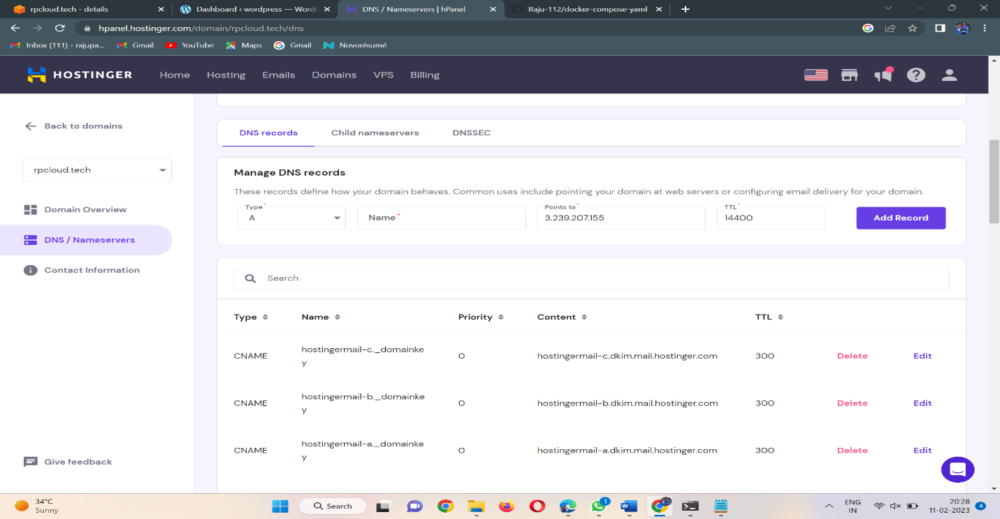 rpcloud.tech - details
Dashboard ‹ wordpress — Word
DNS / Nameservers | hPanel
Raju-112/docker-compose-yaml
hpanel.hostinger.com/domain/rpcloud.tech/dns
Inbox (111) - rajupa...
Gmail
YouTube
Maps
Gmail
Novorésumé
HOSTINGER
Home
Hosting
Emails
Domains
VPS
Billing
Back to domains
DNS records
Child nameservers
DNSSEC
rpcloud.tech
Manage DNS records
These records define how your domain behaves. Common uses include pointing your domain at web servers or configuring email delivery for your domain.
Domain Overview
Type*
A
Name*
Points to*
3.239.207.155
TTL*
14400
Add Record
DNS / Nameservers
Contact Information
Search
Type
Name
Priority
Content
TTL
CNAME
hostingermail-c._domainke
y
0
hostingermail-c.dkim.mail.hostinger.com
300
Delete
Edit
CNAME
hostingermail-b._domainke
y
0
hostingermail-b.dkim.mail.hostinger.com
300
Delete
Edit
CNAME
hostingermail-a._domainke
y
0
hostingermail-a.dkim.mail.hostinger.com
300
Delete
Edit
Give feedback
34°C
Sunny
Search
1
ENG
IN
20:28
11-02-2023
4